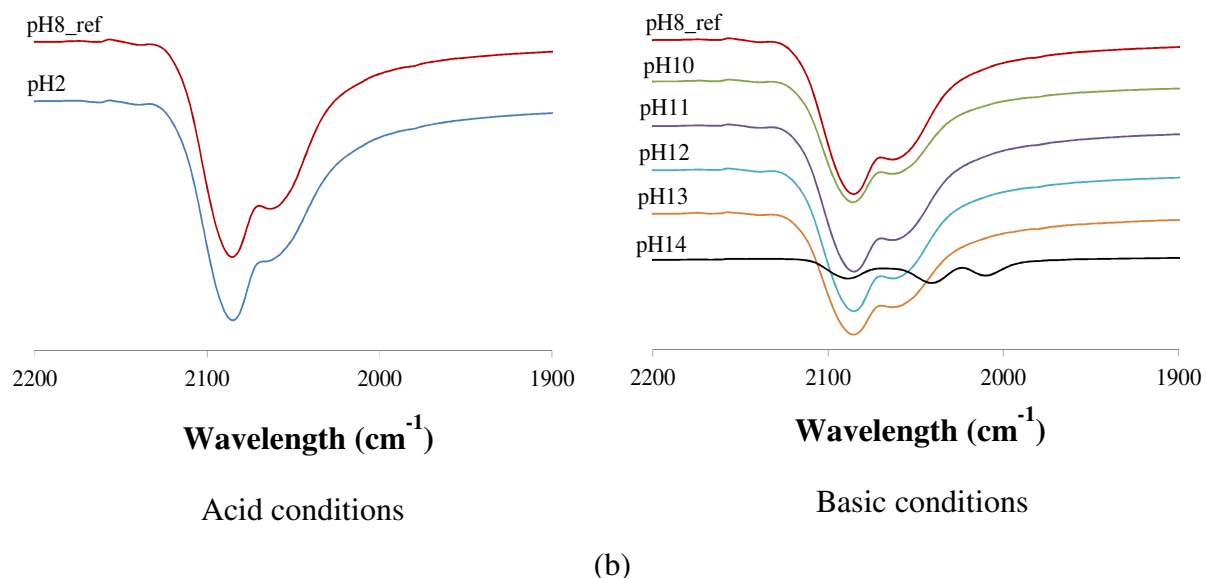 pH8_ref
pH2
2200 2100 2000 1900
Wavelength (cm⁻¹)
Acid conditions
pH8_ref
pH10
pH11
pH12
pH13
pH14
2200 2100 2000 1900
Wavelength (cm⁻¹)
Basic conditions
(b)